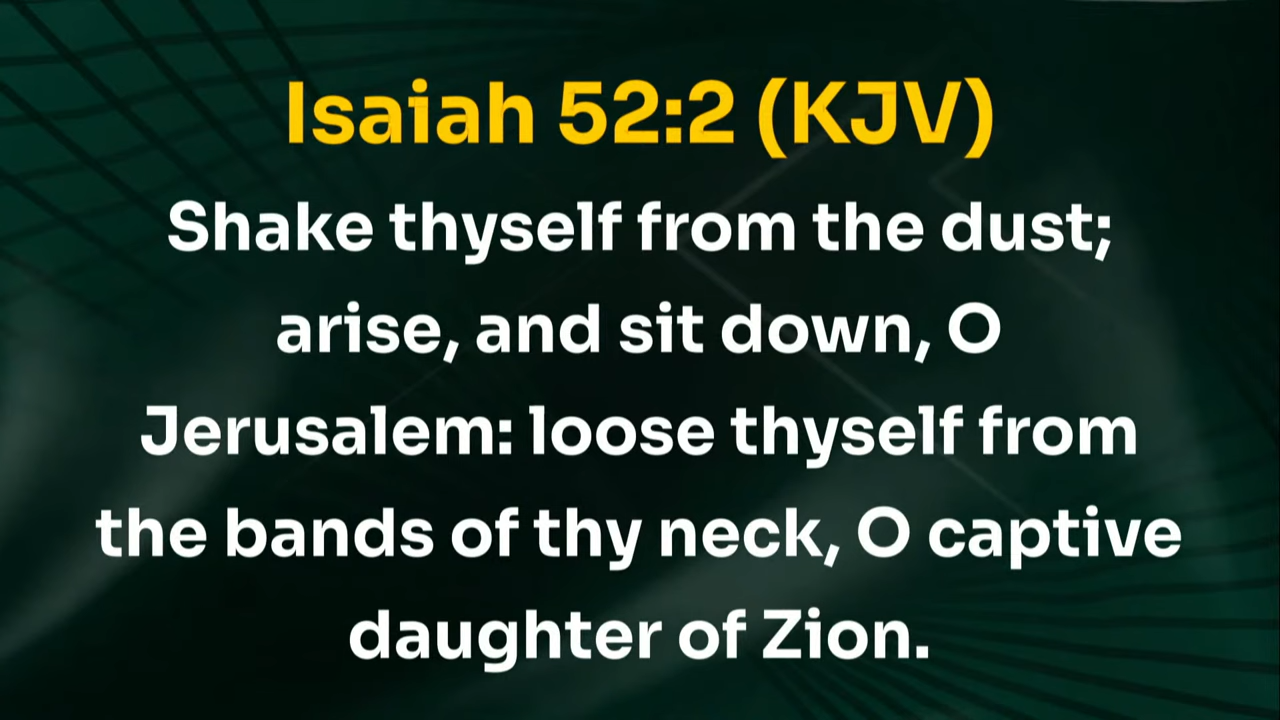 Isaiah 52:2 (KJV)
Shake thyself from the dust;
arise, and sit down, O
Jerusalem: loose thyself from
the bands of thy neck, O captive
daughter of Zion.